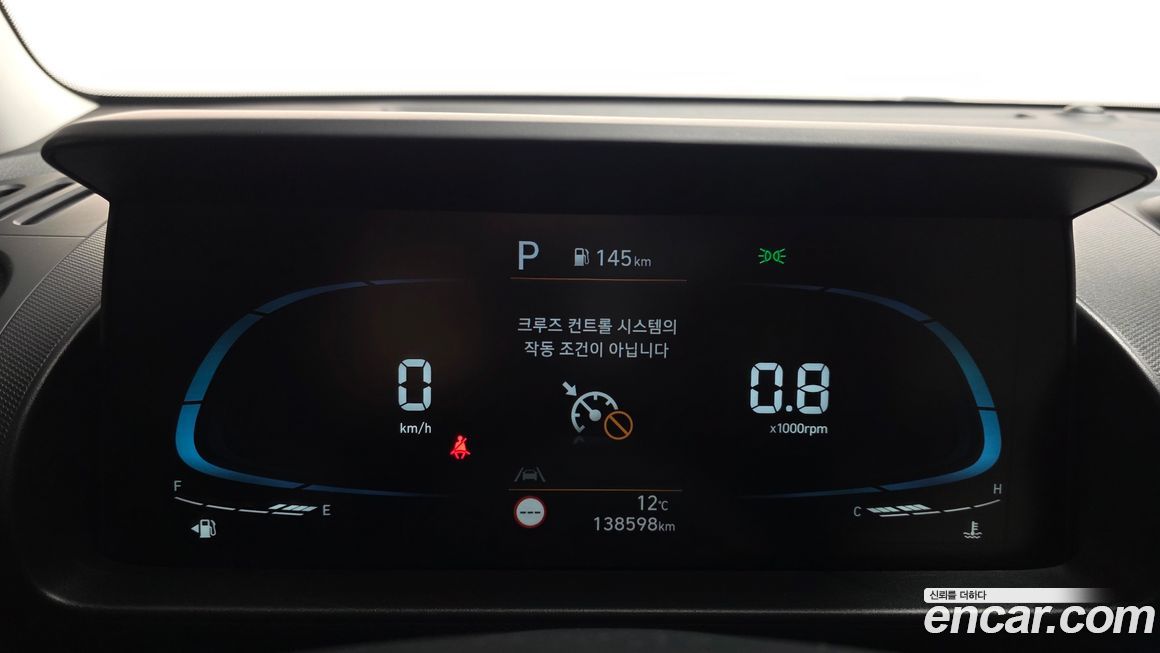 P 145km
크루즈 컨트롤 시스템의
작동 조건이 아닙니다
0
km/h
0.8
x1000rpm
F E
C H
---
12℃
138598km
신뢰를 더하다
encar.com